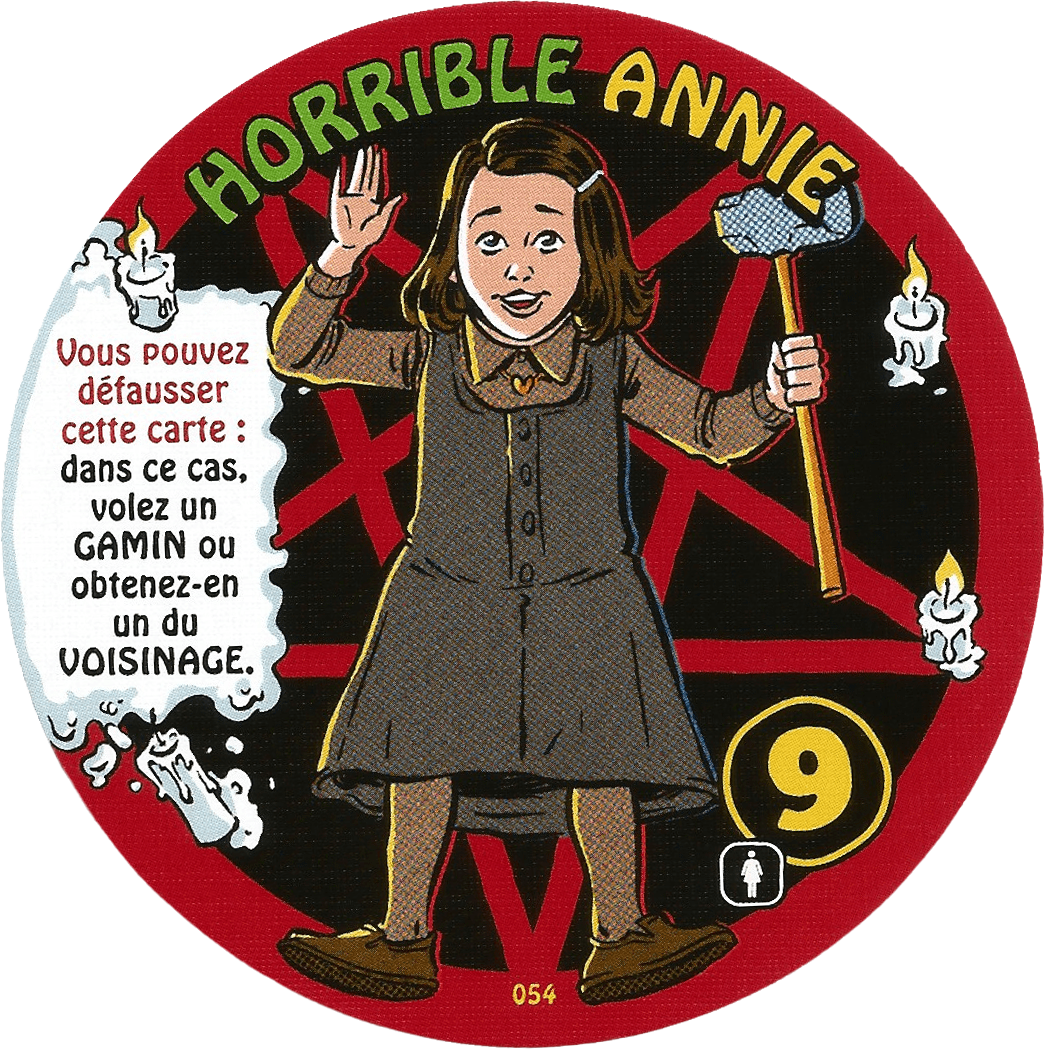 HORRIBLE ANNIE
Vous pouvez
défausser
cette carte :
dans ce cas,
volez un
GAMIN ou
obtenez-en
un du
VOISINAGE.
9
054